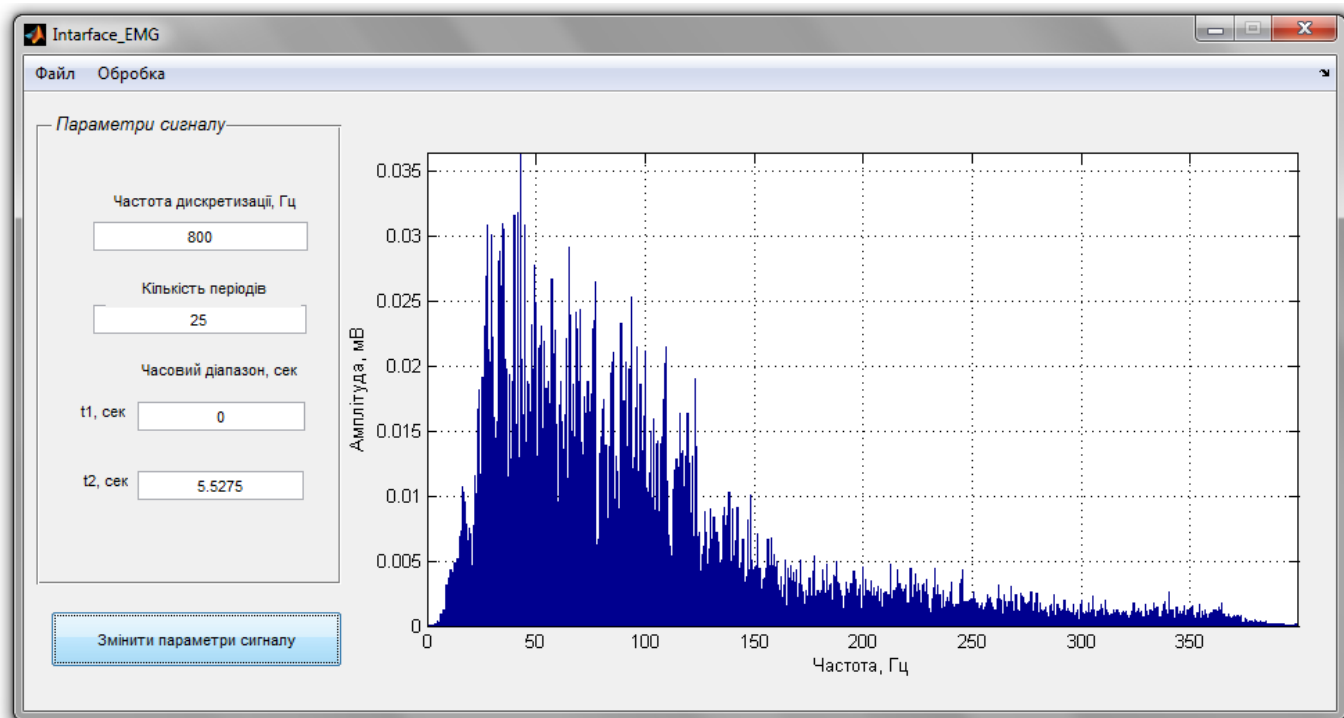 Intarface_EMG
Файл Обробка
Параметри сигналу
Частота дискретизації, Гц
800
Кількість періодів
25
Часовий діапазон, сек
t1, сек 0
t2, сек 5.5275
Змінити параметри сигналу
Амплітуда, мВ
0.035
0.03
0.025
0.02
0.015
0.01
0.005
0
0 50 100 150 200 250 300 350
Частота, Гц